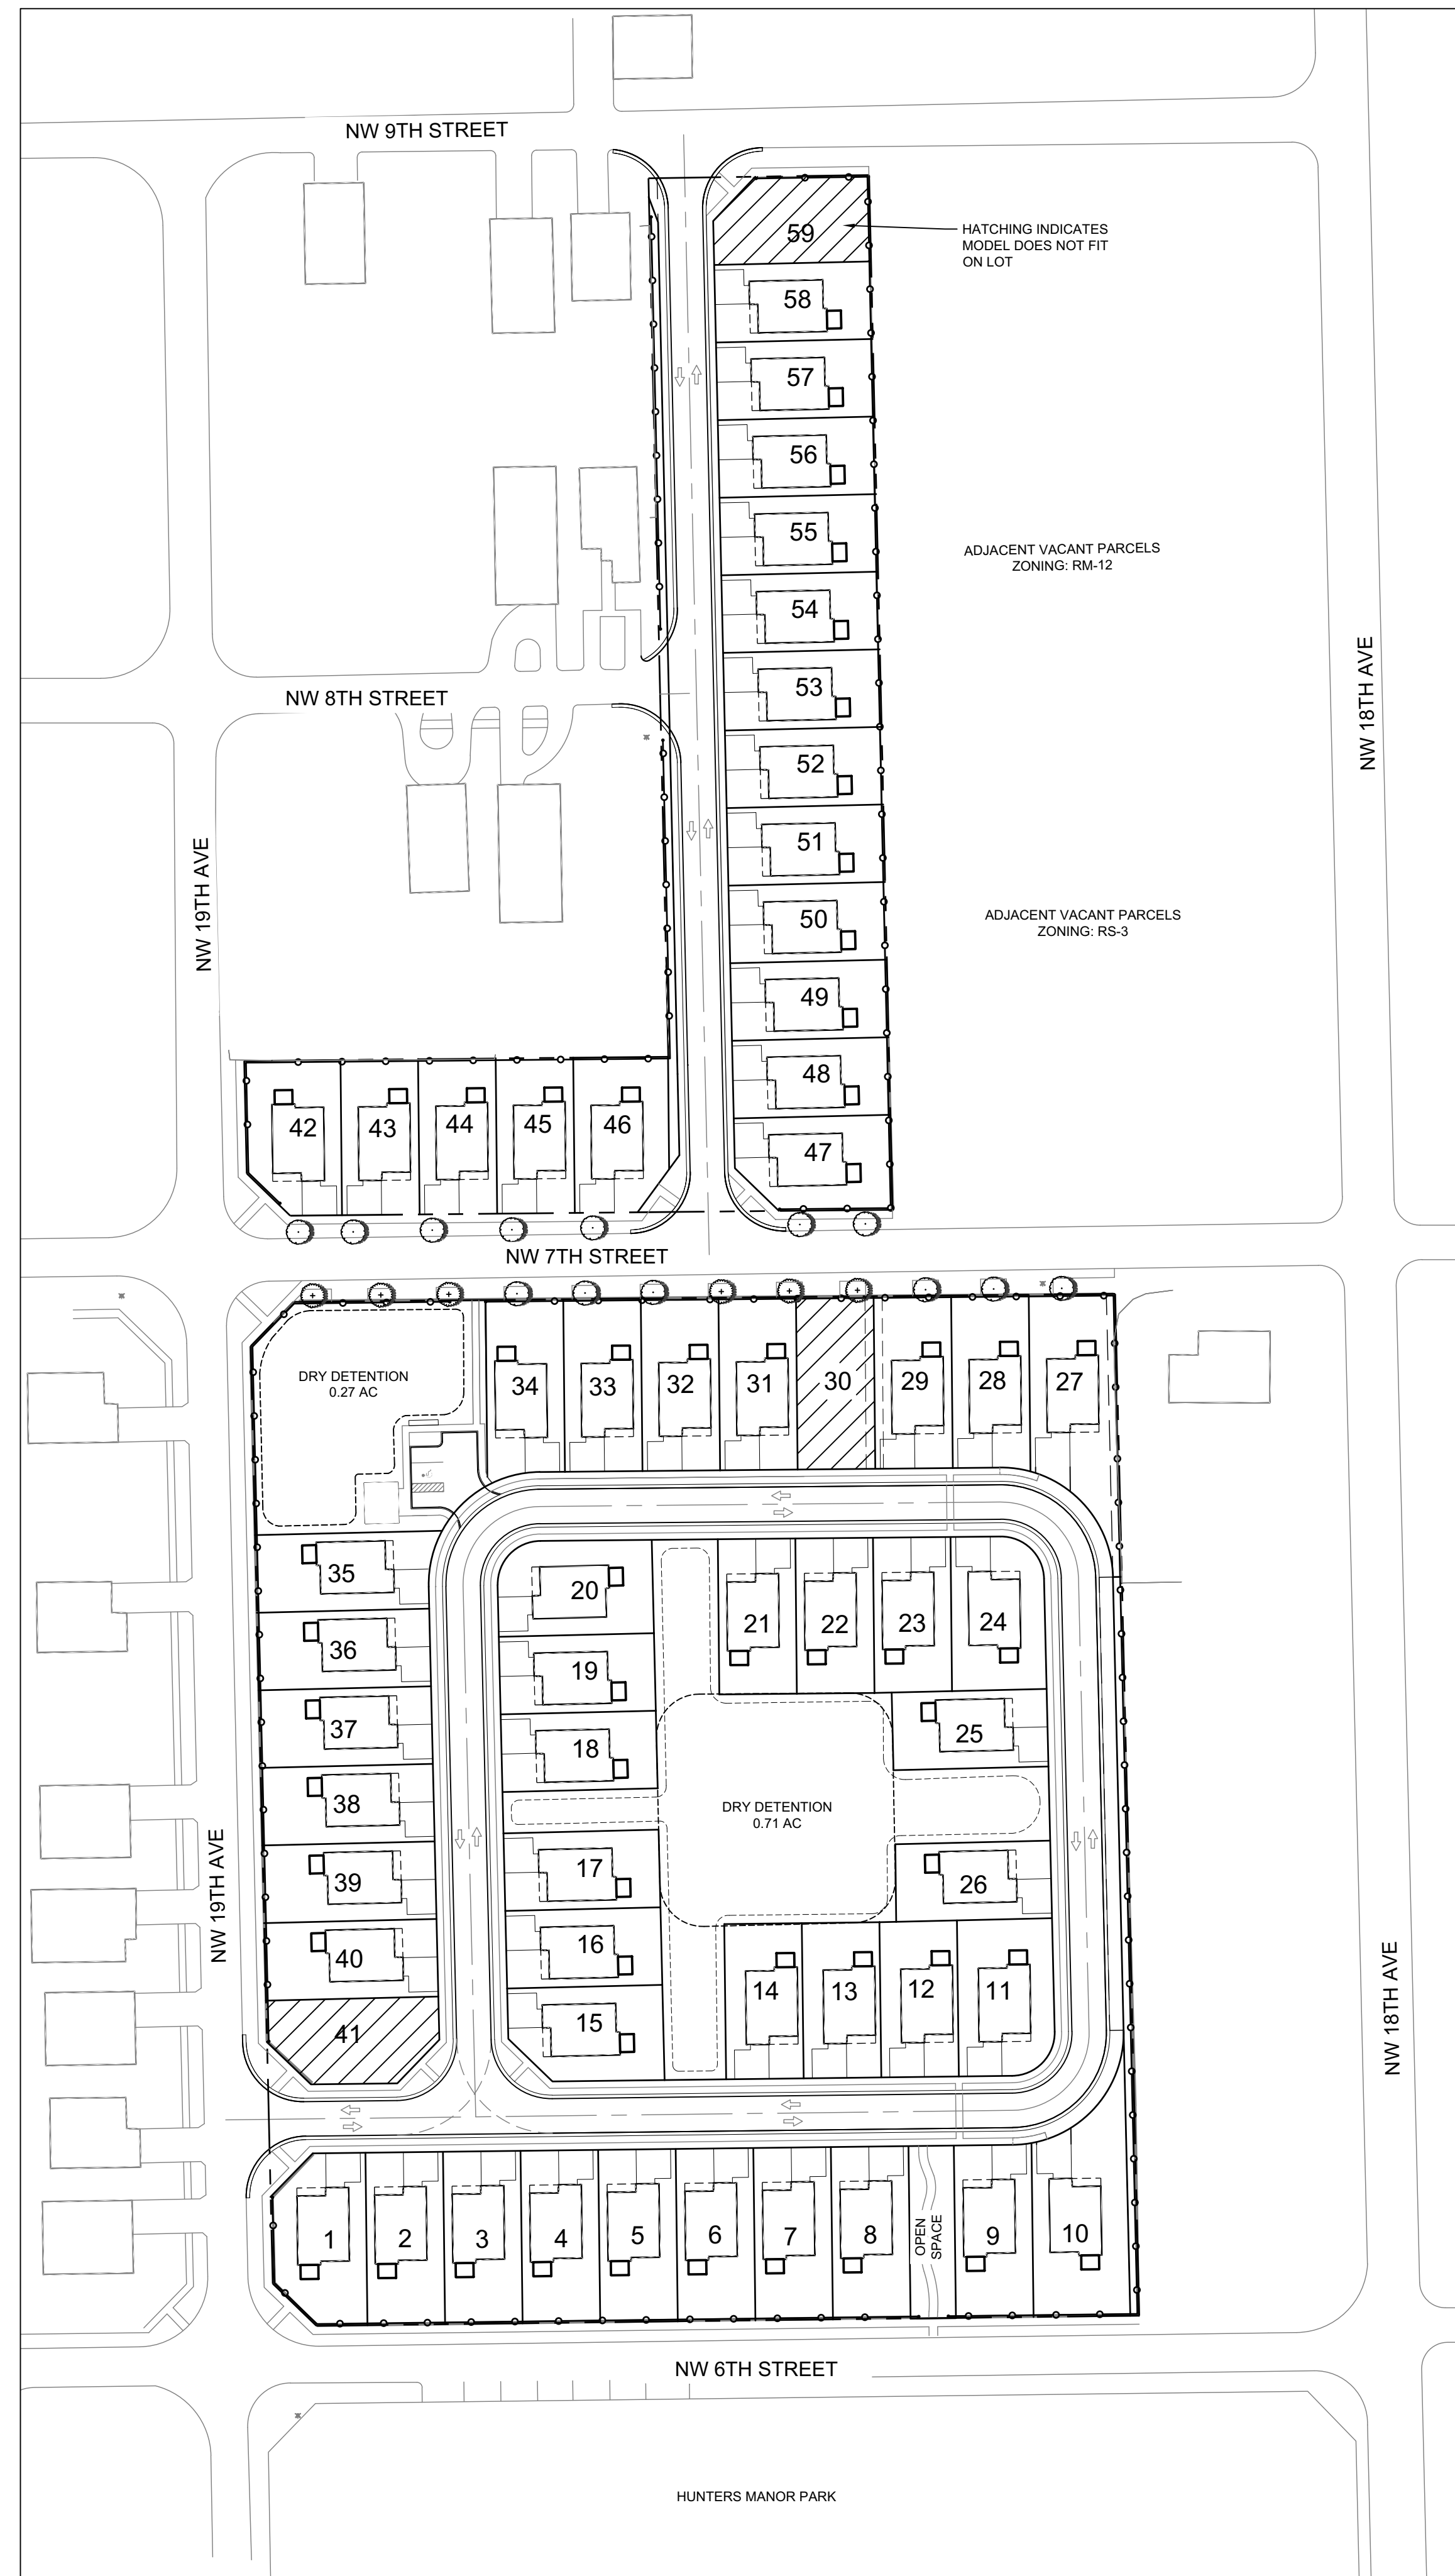 NW 9TH STREET
59
HATCHING INDICATES
MODEL DOES NOT FIT
ON LOT
58
57
56
55
ADJACENT VACANT PARCELS
ZONING: RM-12
54
53
NW 8TH STREET
NW 18TH AVE
52
51
NW 19TH AVE
50
ADJACENT VACANT PARCELS
ZONING: RS-3
49
48
42
43
44
45
46
47
NW 7TH STREET
DRY DETENTION
0.27 AC
34
33
32
31
30
29
28
27
35
20
21
22
23
24
36
19
37
18
25
38
DRY DETENTION
0.71 AC
39
17
26
NW 19TH AVE
40
16
14
13
12
11
NW 18TH AVE
41
15
1
2
3
4
5
6
7
8
OPEN
SPACE
9
10
NW 6TH STREET
HUNTERS MANOR PARK